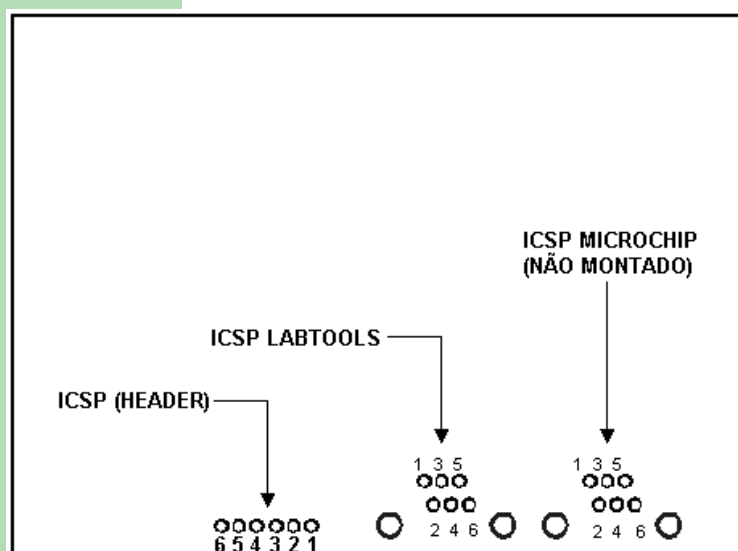 ICSP MICROCHIP
(NÃO MONTADO)
ICSP LABTOOLS
ICSP (HEADER)
1 3 5
1 3 5
2 4 6
2 4 6
6 5 4 3 2 1